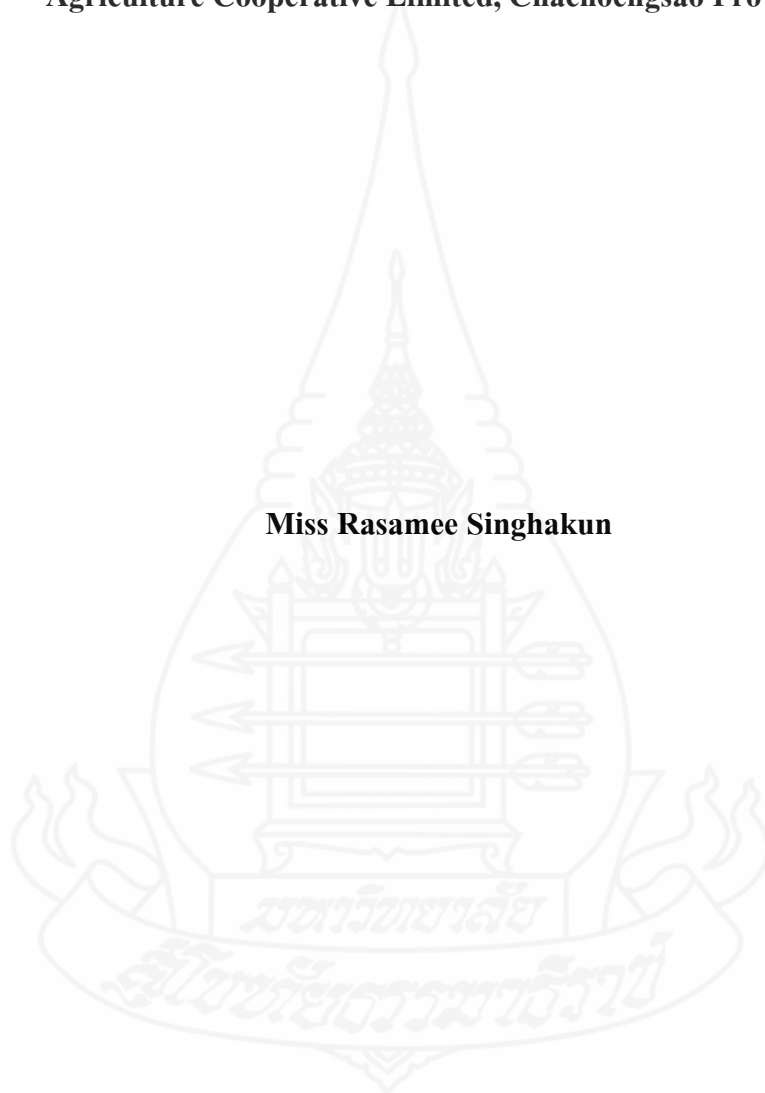 Agriculture Cooperative Limited, Chachoengsao Pro
Miss Rasamee Singhakun
มหาวิทยาลัย
สุโขทัยธรรมาธิราช